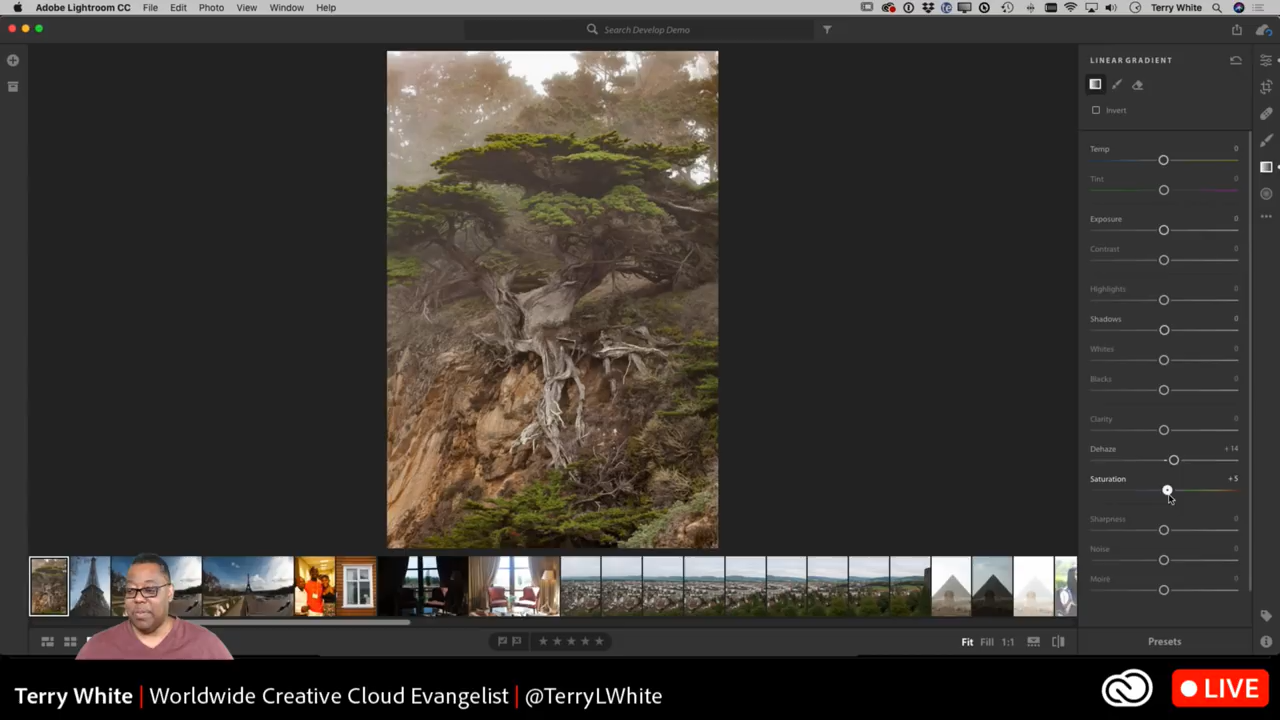 Adobe Lightroom CC File Edit Photo View Window Help Terry White
Search Develop Demo
LINEAR GRADIENT
Invert
Temp 0
Tint 0
Exposure 0
Contrast 0
Highlights 0
Shadows 0
Whites 0
Blacks 0
Clarity 0
Dehaze + 14
Saturation + 5
Sharpness 0
Noise 0
Moiré 0
Fit Fill 1:1 Presets
Terry White | Worldwide Creative Cloud Evangelist | @TerryLWhite
LIVE